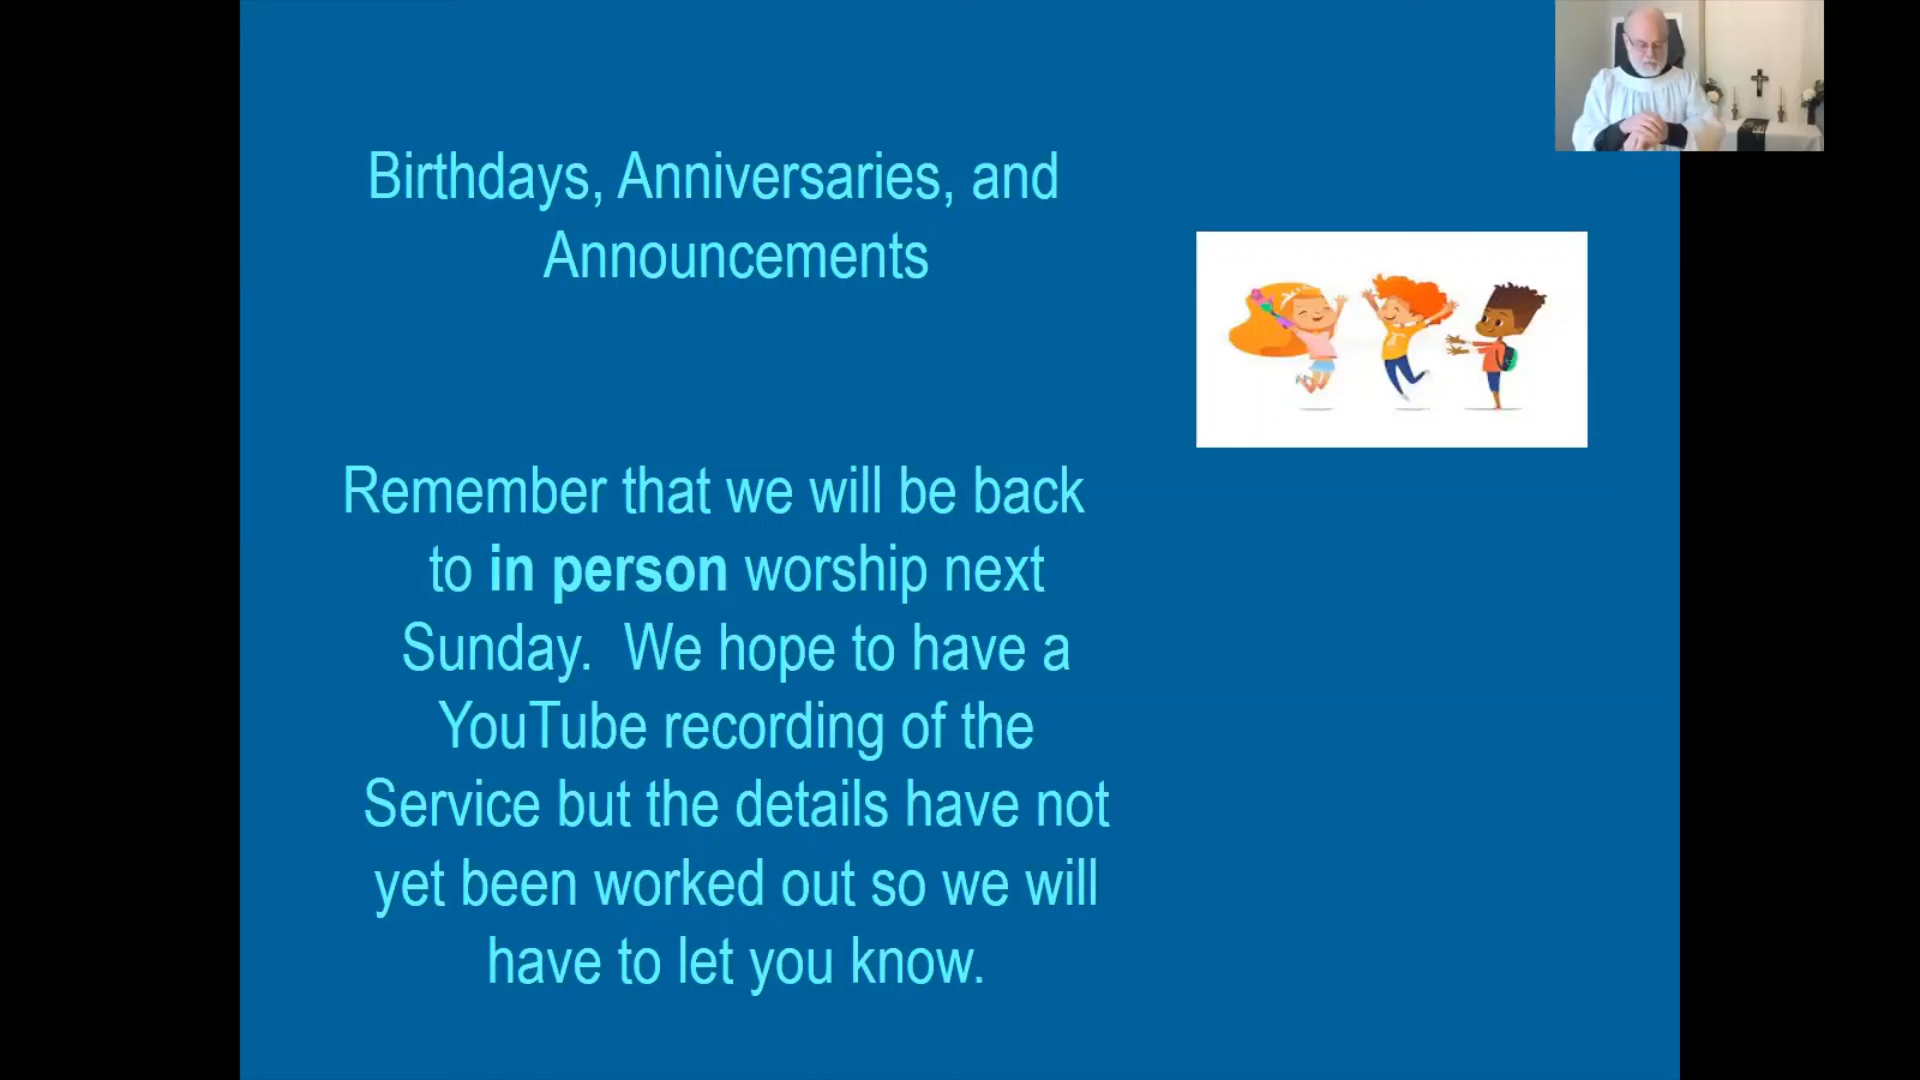 Birthdays, Anniversaries, and
Announcements
Remember that we will be back
to in person worship next
Sunday.  We hope to have a
YouTube recording of the
Service but the details have not
yet been worked out so we will
have to let you know.